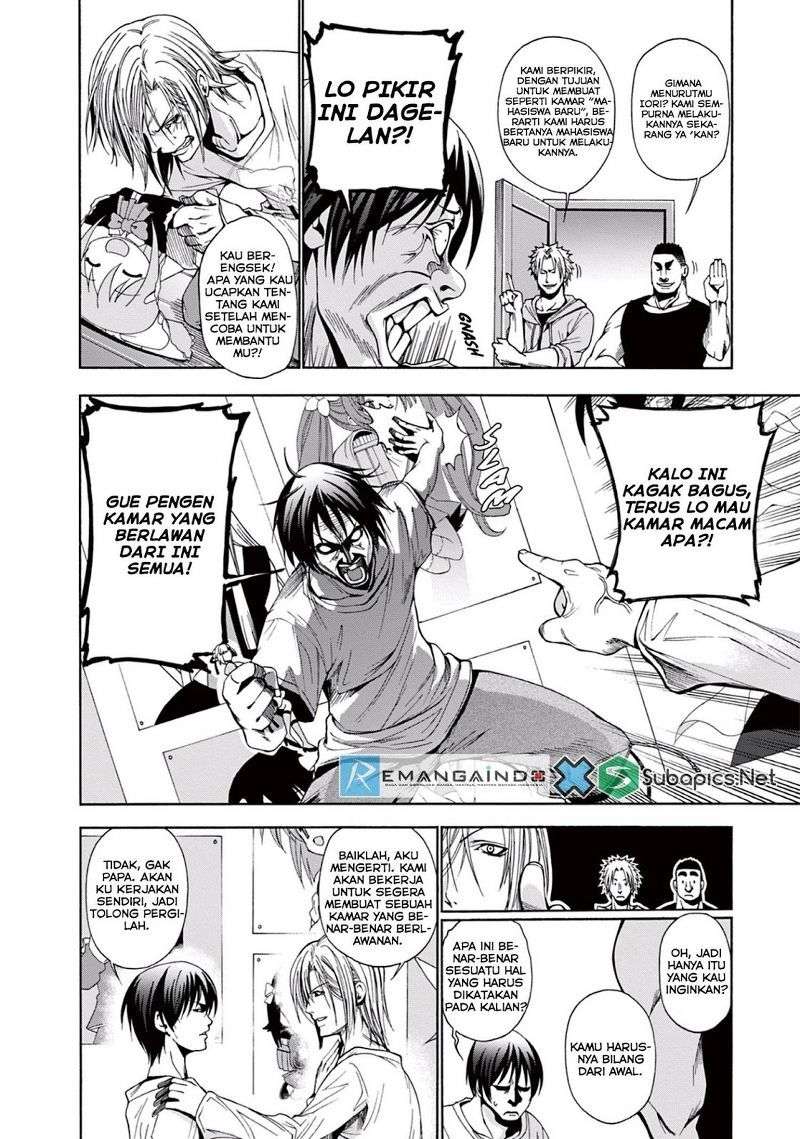 GIMANA
MENURUTMU
IORI? KAMI SEM-
PURNA MELAKU-
KANNYA SEKA-
RANG YA 'KAN?
KAMI BERPIKIR,
DENGAN TUJUAN
UNTUK MEMBUAT
SEPERTI KAMAR "MA-
HASISWA BARU", BE-
RARTI KAMI HARUS
BERTANYA MAHASISWA
BARU UNTUK MELAKU-
KANNYA.
LO PIKIR
INI DAGE-
LAN?!
GNASH
KAU BER-
ENGSEK!
APA YANG KAU
UCAPKAN TEN-
TANG KAMI
SETELAH MEN-
COBA UNTUK
MEMBANTU
MU?!
KALO INI
KAGAK BAGUS,
TERUS LO MAU
KAMAR MACAM
APA?!
SLAM
GUE PENGEN
KAMAR YANG
BERLAWAN
DARI INI
SEMUA!
REMANGAINDO
Subapics.Net
OH, JADI
HANYA ITU
YANG KAU
INGINKAN?
KAMU HARUS-
NYA BILANG
DARI AWAL.
APA INI BE-
NAR-BENAR
SESUATU HAL
YANG HARUS
DIKATAKAN
PADA KALIAN?
BAIKLAH, AKU
MENGERTI. KAMI
AKAN BEKERJA
UNTUK SEGERA
MEMBUAT SEBUAH
KAMAR YANG BE-
NAR-BENAR BERL-
AWANAN.
TIDAK, GAK
PAPA. AKAN
KU KERJAKAN
SENDIRI, JADI
TOLONG PERGI-
LAH.